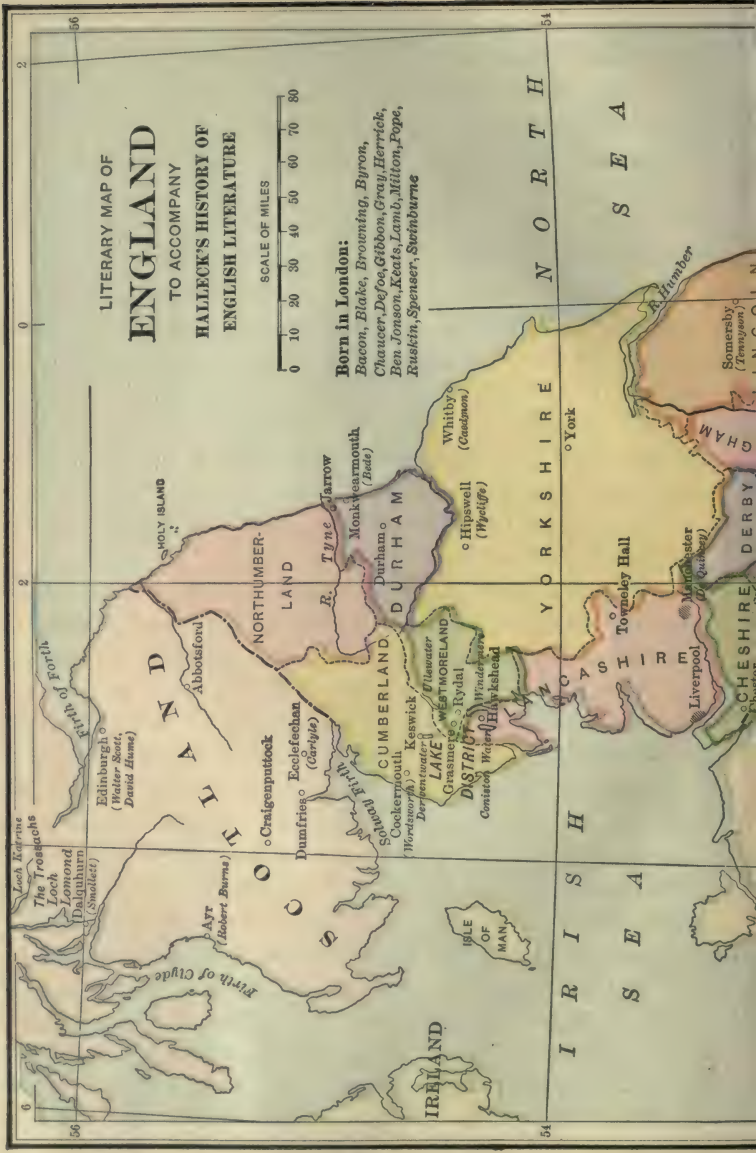 LITERARY MAP OF
ENGLAND
TO ACCOMPANY
HALLECK'S HISTORY OF
ENGLISH LITERATURE
SCALE OF MILES
0 10 20 30 40 50 60 70 80
Born in London:
Bacon, Blake, Browning, Byron,
Chaucer, Defoe, Gibbon, Gray, Herrick,
Ben Jonson, Keats, Lamb, Milton, Pope,
Ruskin, Spenser, Swinburne
6
2
0
2
56
56
54
54
Loch Katrine
The Trossachs
Loch
Lomond
Dalquhurn
(Smollett)
Firth of Forth
Edinburgh
(Walter Scott,
David Hume)
Firth of Clyde
Ayr
(Robert Burns)
SCOTLAND
Abbotsford
Craigenputtock
Dumfries
Ecclefechan
(Carlyle)
Solway Firth
HOLY ISLAND
NORTHUMBER-
LAND
R. Tyne
Jarrow
Monkwearmouth
(Bede)
Durham
DURHAM
CUMBERLAND
Cockermouth
(Wordsworth)
Keswick
Derwentwater
Ullswater
WESTMORELAND
LAKE
DISTRICT
Grasmere
Rydal
Windermere
Hawkshead
Coniston Water
Whitby
(Caedmon)
Hipswell
(Wycliffe)
YORKSHIRE
York
NORTH
SEA
R. Humber
Somersby
(Tennyson)
Towneley Hall
LANCASHIRE
Manchester
Liverpool
CHESHIRE
DERBY
ISLE
OF
MAN
IRISH
SEA
IRELAND